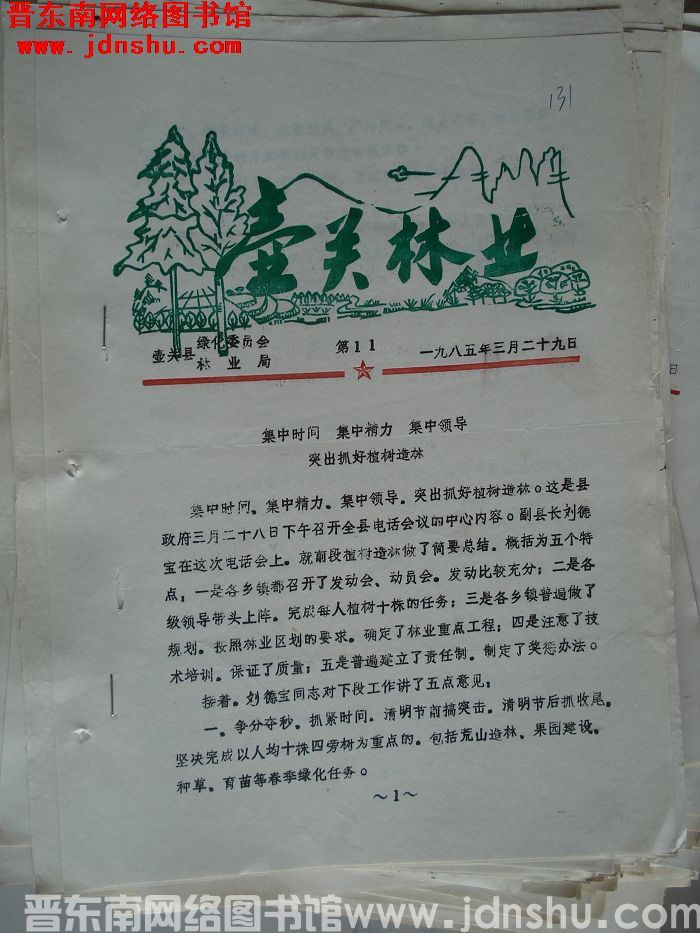 晋东南网络图书馆
www.jdnshu.com
131
壶关林业
壶关县 绿化委员会 林业局 第11 一九八五年三月二十九日
集中时间 集中精力 集中领导
突出抓好植树造林
集中时间。集中精力。集中领导。突出抓好植树造林。这是县
政府三月二十八日下午召开全县电话会议的中心内容。副县长刘德
宝在这次电话会上。就前段植树造林做了简要总结。概括为五个特
点；一是各乡镇都召开了发动会、动员会。发动比较充分；二是各
级领导带头上阵。完成每人植树十株的任务；三是各乡镇普遍做了
规划。按照林业区划的要求。确定了林业重点工程；四是注意了技
术培训。保证了质量；五是普遍建立了责任制。制定了奖惩办法。
接着。刘德宝同志对下段工作讲了五点意见；
一。争分夺秒。抓紧时间。清明节前搞突击。清明节后抓收尾。
坚决完成以人均十株四旁树为重点的。包括荒山造林、果园建设。
种草。育苗等春季绿化任务。
～1～
日
晋东南网络图书馆 www.jdnshu.com